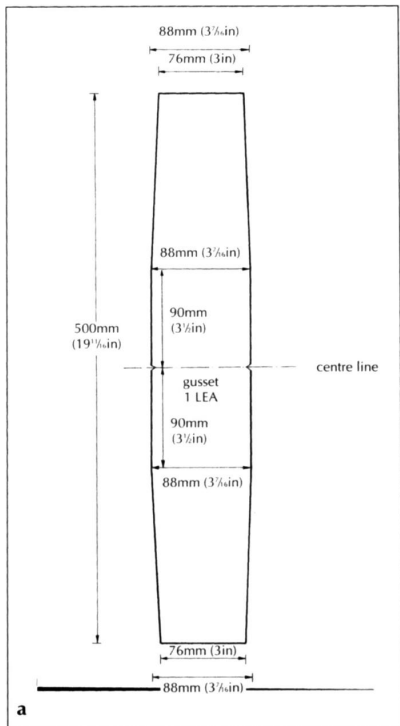 88mm (3⁷⁄₁₆in)
76mm (3in)
88mm (3⁷⁄₁₆in)
90mm
(3½in)
500mm
(19¹¹⁄₁₆in)
centre line
gusset
1 LEA
90mm
(3½in)
88mm (3⁷⁄₁₆in)
76mm (3in)
88mm (3⁷⁄₁₆in)
a